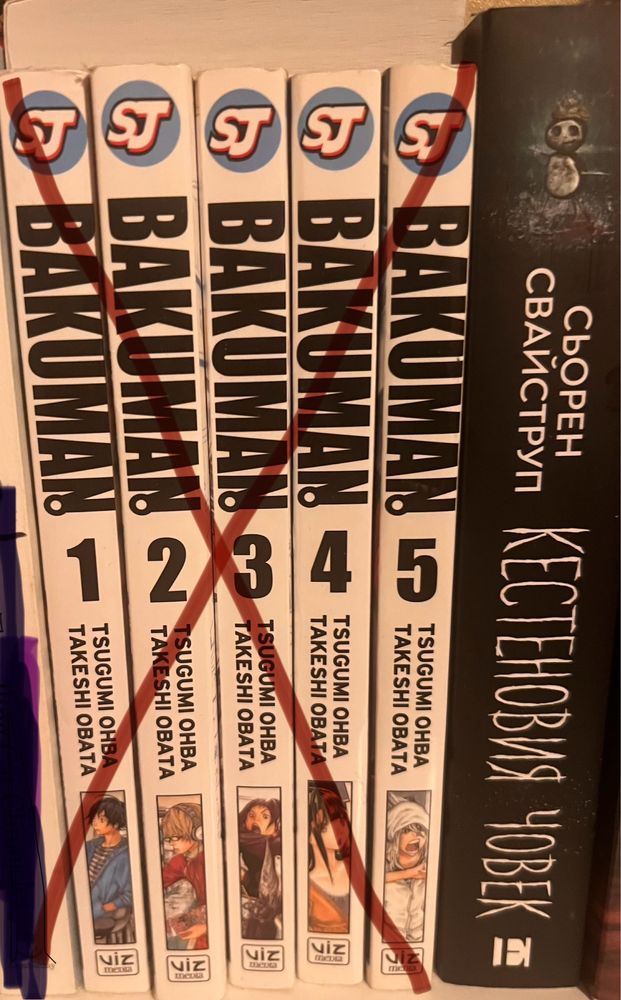 SJ
BAKUMAN.
1
TSUGUMI OHBA
TAKESHI OBATA
VIZ
media
SJ
BAKUMAN.
2
TSUGUMI OHBA
TAKESHI OBATA
VIZ
media
SJ
BAKUMAN.
3
TSUGUMI OHBA
TAKESHI OBATA
VIZ
media
SJ
BAKUMAN.
4
TSUGUMI OHBA
TAKESHI OBATA
VIZ
media
SJ
BAKUMAN.
5
TSUGUMI OHBA
TAKESHI OBATA
VIZ
media
СЬОРЕН
СВАЙСТРУП
КЕСТЕНОВИЯ ЧОВЕК
E